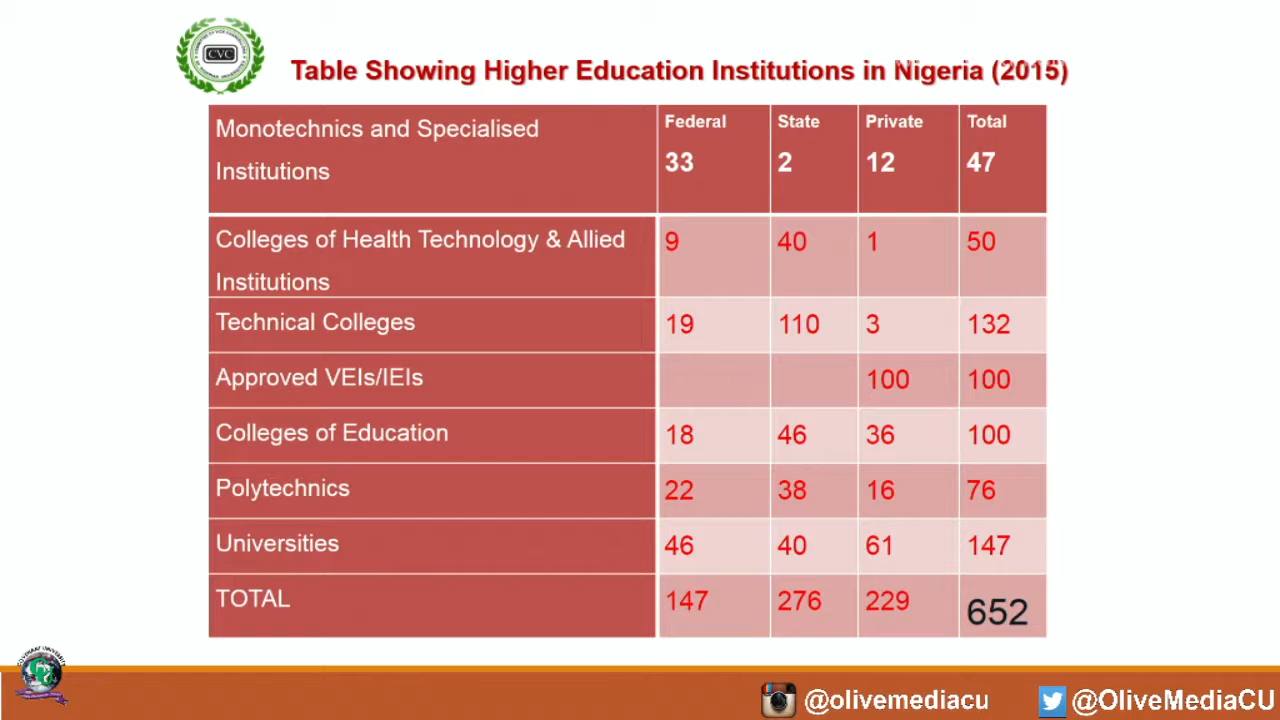 CVC
Table Showing Higher Education Institutions in Nigeria (2015)
Monotechnics and Specialised
Institutions
Federal State Private Total
33 2 12 47
Colleges of Health Technology & Allied
Institutions
9 40 1 50
Technical Colleges 19 110 3 132
Approved VEIs/IEIs 100 100
Colleges of Education 18 46 36 100
Polytechnics 22 38 16 76
Universities 46 40 61 147
TOTAL 147 276 229 652
@olivemediacu @OliveMediaCU